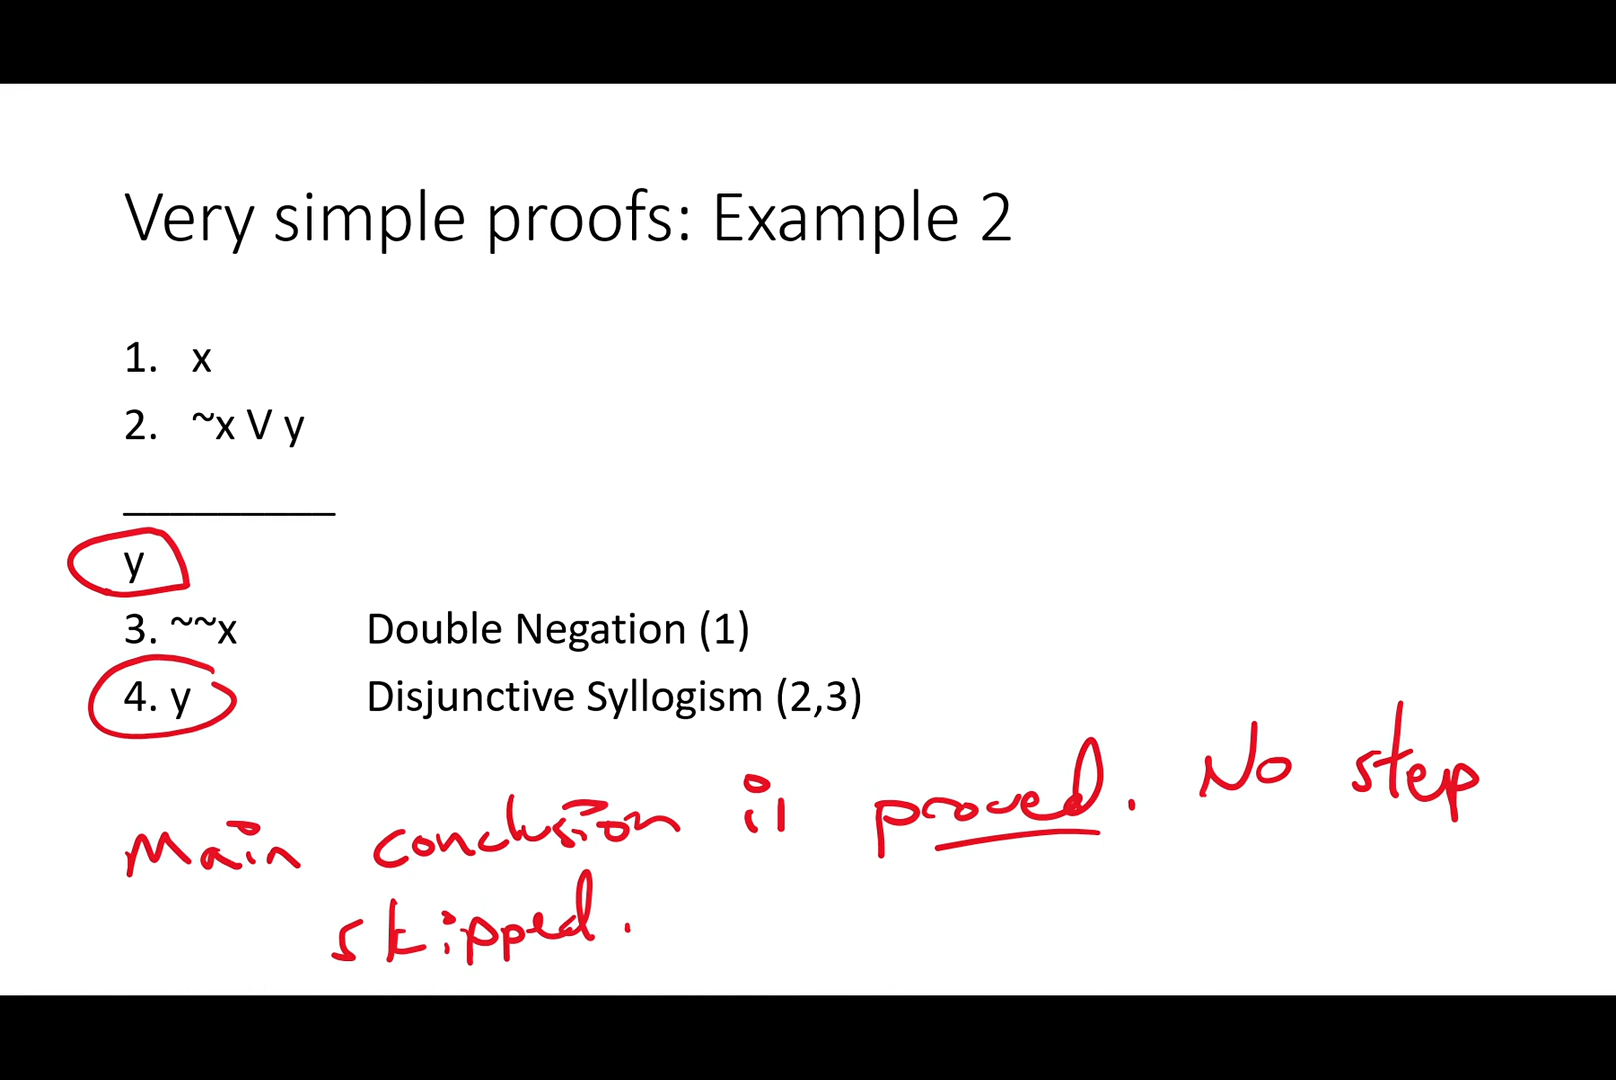 Very simple proofs: Example 2
1. x
2. ~x V y
y
3. ~~x Double Negation (1)
4. y Disjunctive Syllogism (2,3)
Main conclusion is proved. No step
skipped.